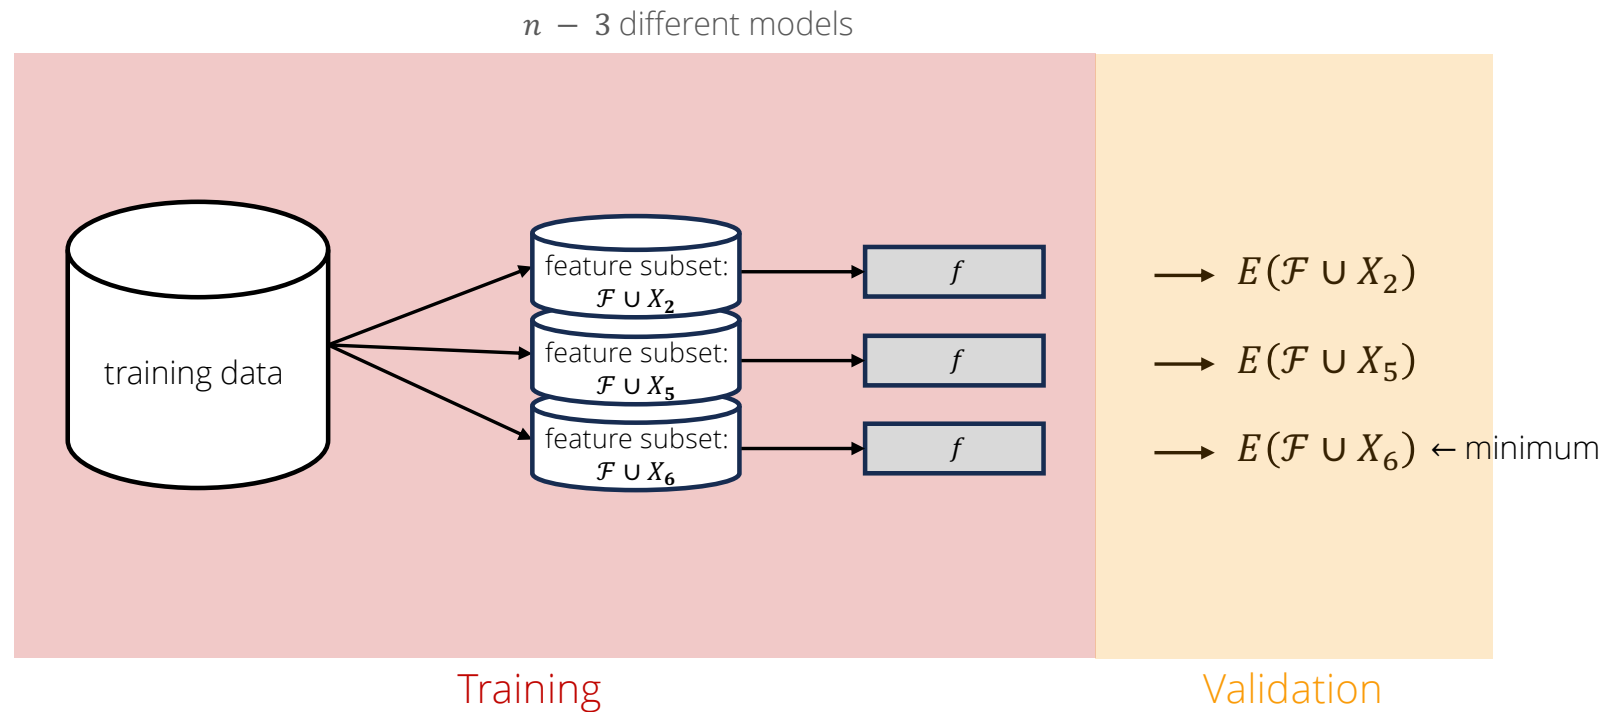 n − 3 different models
training data
feature subset:
ℱ ∪ X₂
feature subset:
ℱ ∪ X₅
feature subset:
ℱ ∪ X₆
f
f
f
→ E(ℱ ∪ X₂)
→ E(ℱ ∪ X₅)
→ E(ℱ ∪ X₆) ← minimum
Training
Validation